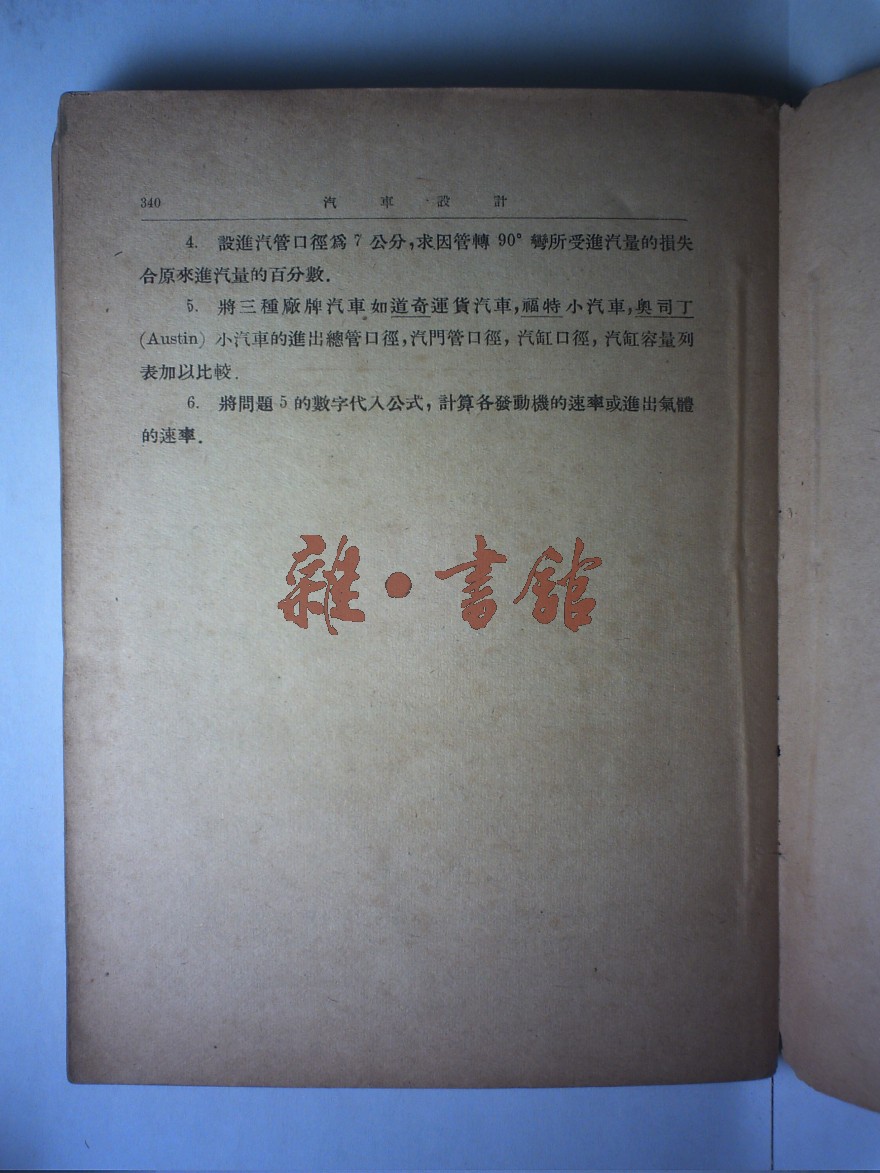 340 汽車設計
4. 設進汽管口徑爲 7 公分,求因管轉 90° 彎所受進汽量的損失
合原來進汽量的百分數.
5. 將三種廠牌汽車如道奇運貨汽車,福特小汽車,奧司丁
(Austin) 小汽車的進出總管口徑,汽門管口徑, 汽缸口徑, 汽缸容量列
表加以比較.
6. 將問題 5 的數字代入公式, 計算各發動機的速率或進出氣體
的速率.
雜•書館